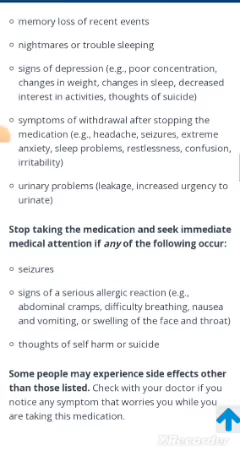 memory loss of recent events
nightmares or trouble sleeping
signs of depression (e.g., poor concentration,
changes in weight, changes in sleep, decreased
interest in activities, thoughts of suicide)
symptoms of withdrawal after stopping the
medication (e.g., headache, seizures, extreme
anxiety, sleep problems, restlessness, confusion,
irritability)
urinary problems (leakage, increased urgency to
urinate)
Stop taking the medication and seek immediate
medical attention if any of the following occur:
seizures
signs of a serious allergic reaction (e.g.,
abdominal cramps, difficulty breathing, nausea
and vomiting, or swelling of the face and throat)
thoughts of self harm or suicide
Some people may experience side effects other
than those listed. Check with your doctor if you
notice any symptom that worries you while you
are taking this medication.
XRecorder